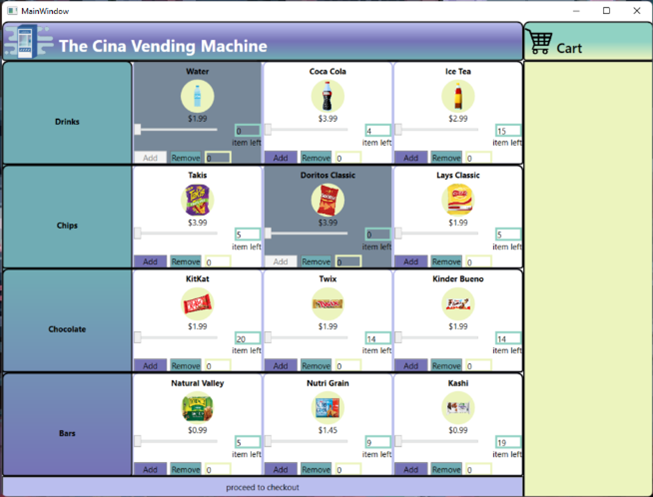 MainWindow
The Cina Vending Machine
Cart
Drinks
Water
$1.99
0
item left
Add Remove 0
Coca Cola
$3.99
4
item left
Add Remove 0
Ice Tea
$2.99
15
item left
Add Remove 0
Chips
Takis
$3.99
5
item left
Add Remove 0
Doritos Classic
$3.99
0
item left
Add Remove 0
Lays Classic
$1.99
5
item left
Add Remove 0
Chocolate
KitKat
$1.99
20
item left
Add Remove 0
Twix
$1.99
14
item left
Add Remove 0
Kinder Bueno
$1.99
14
item left
Add Remove 0
Bars
Natural Valley
$0.99
5
item left
Add Remove 0
Nutri Grain
$1.45
9
item left
Add Remove 0
Kashi
$0.99
19
item left
Add Remove 0
proceed to checkout